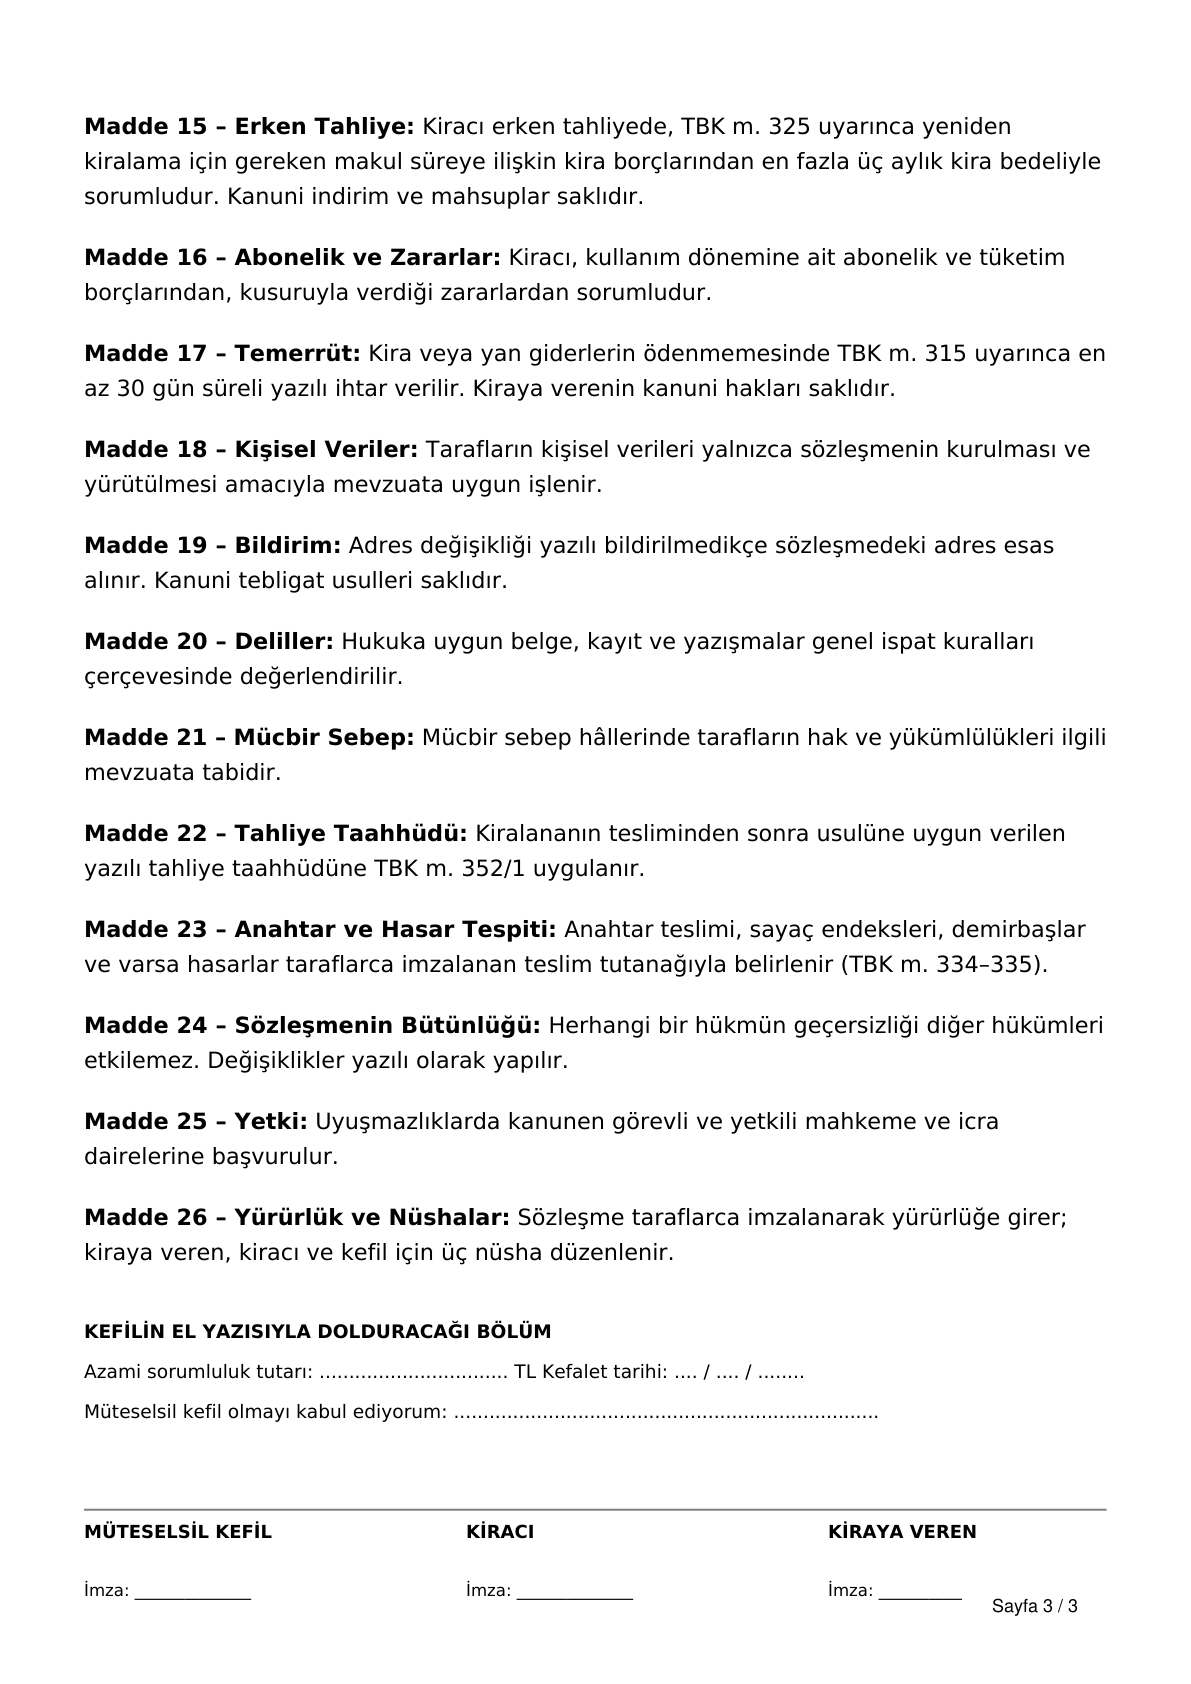 Madde 15 – Erken Tahliye: Kiracı erken tahliyede, TBK m. 325 uyarınca yeniden
kiralama için gereken makul süreye ilişkin kira borçlarından en fazla üç aylık kira bedeliyle
sorumludur. Kanuni indirim ve mahsuplar saklıdır.
Madde 16 – Abonelik ve Zararlar: Kiracı, kullanım dönemine ait abonelik ve tüketim
borçlarından, kusuruyla verdiği zararlardan sorumludur.
Madde 17 – Temerrüt: Kira veya yan giderlerin ödenmemesinde TBK m. 315 uyarınca en
az 30 gün süreli yazılı ihtar verilir. Kiraya verenin kanuni hakları saklıdır.
Madde 18 – Kişisel Veriler: Tarafların kişisel verileri yalnızca sözleşmenin kurulması ve
yürütülmesi amacıyla mevzuata uygun işlenir.
Madde 19 – Bildirim: Adres değişikliği yazılı bildirilmedikçe sözleşmedeki adres esas
alınır. Kanuni tebligat usulleri saklıdır.
Madde 20 – Deliller: Hukuka uygun belge, kayıt ve yazışmalar genel ispat kuralları
çerçevesinde değerlendirilir.
Madde 21 – Mücbir Sebep: Mücbir sebep hâllerinde tarafların hak ve yükümlülükleri ilgili
mevzuata tabidir.
Madde 22 – Tahliye Taahhüdü: Kiralananın tesliminden sonra usulüne uygun verilen
yazılı tahliye taahhüdüne TBK m. 352/1 uygulanır.
Madde 23 – Anahtar ve Hasar Tespiti: Anahtar teslimi, sayaç endeksleri, demirbaşlar
ve varsa hasarlar taraflarca imzalanan teslim tutanağıyla belirlenir (TBK m. 334–335).
Madde 24 – Sözleşmenin Bütünlüğü: Herhangi bir hükmün geçersizliği diğer hükümleri
etkilemez. Değişiklikler yazılı olarak yapılır.
Madde 25 – Yetki: Uyuşmazlıklarda kanunen görevli ve yetkili mahkeme ve icra
dairelerine başvurulur.
Madde 26 – Yürürlük ve Nüshalar: Sözleşme taraflarca imzalanarak yürürlüğe girer;
kiraya veren, kiracı ve kefil için üç nüsha düzenlenir.
KEFİLİN EL YAZISIYLA DOLDURACAĞI BÖLÜM
Azami sorumluluk tutarı: ................................ TL Kefalet tarihi: .... / .... / ........
Müteselsil kefil olmayı kabul ediyorum: ........................................................................
MÜTESELSİL KEFİL KİRACI KİRAYA VEREN
İmza: ______________ İmza: ______________ İmza: __________
Sayfa 3 / 3